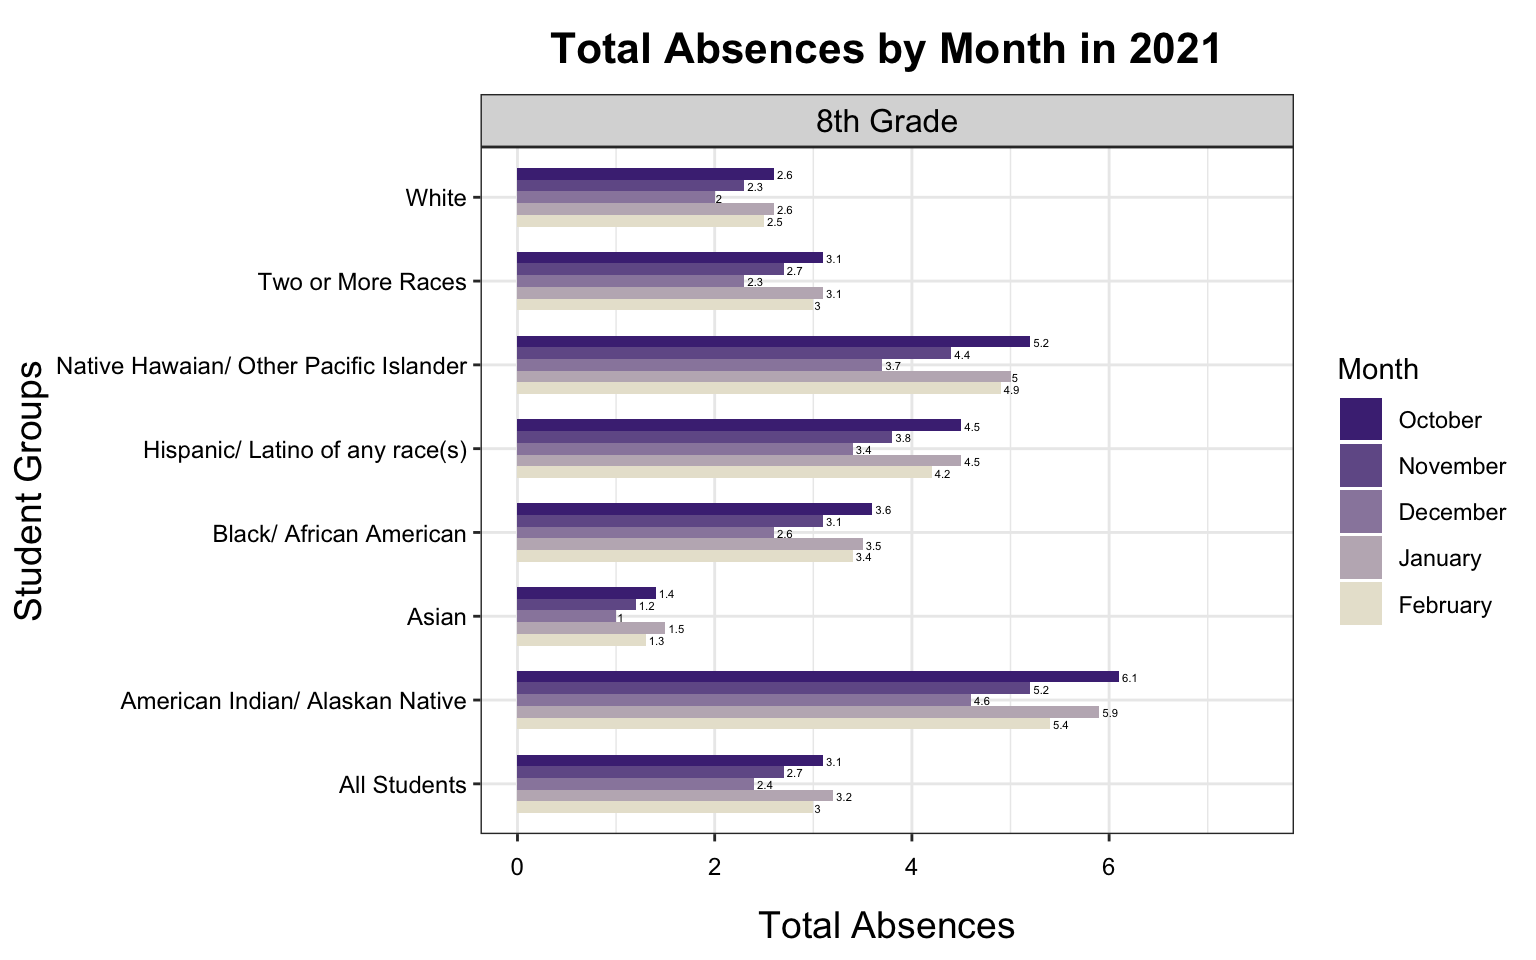 Total Absences by Month in 2021
8th Grade
Student Groups
White
2.6
2.3
2
2.6
2.5
Two or More Races
3.1
2.7
2.3
3.1
3
Native Hawaian/ Other Pacific Islander
5.2
4.4
3.7
5
4.9
Hispanic/ Latino of any race(s)
4.5
3.8
3.4
4.5
4.2
Black/ African American
3.6
3.1
2.6
3.5
3.4
Asian
1.4
1.2
1
1.5
1.3
American Indian/ Alaskan Native
6.1
5.2
4.6
5.9
5.4
All Students
3.1
2.7
2.4
3.2
3
0 2 4 6
Total Absences
Month
October
November
December
January
February